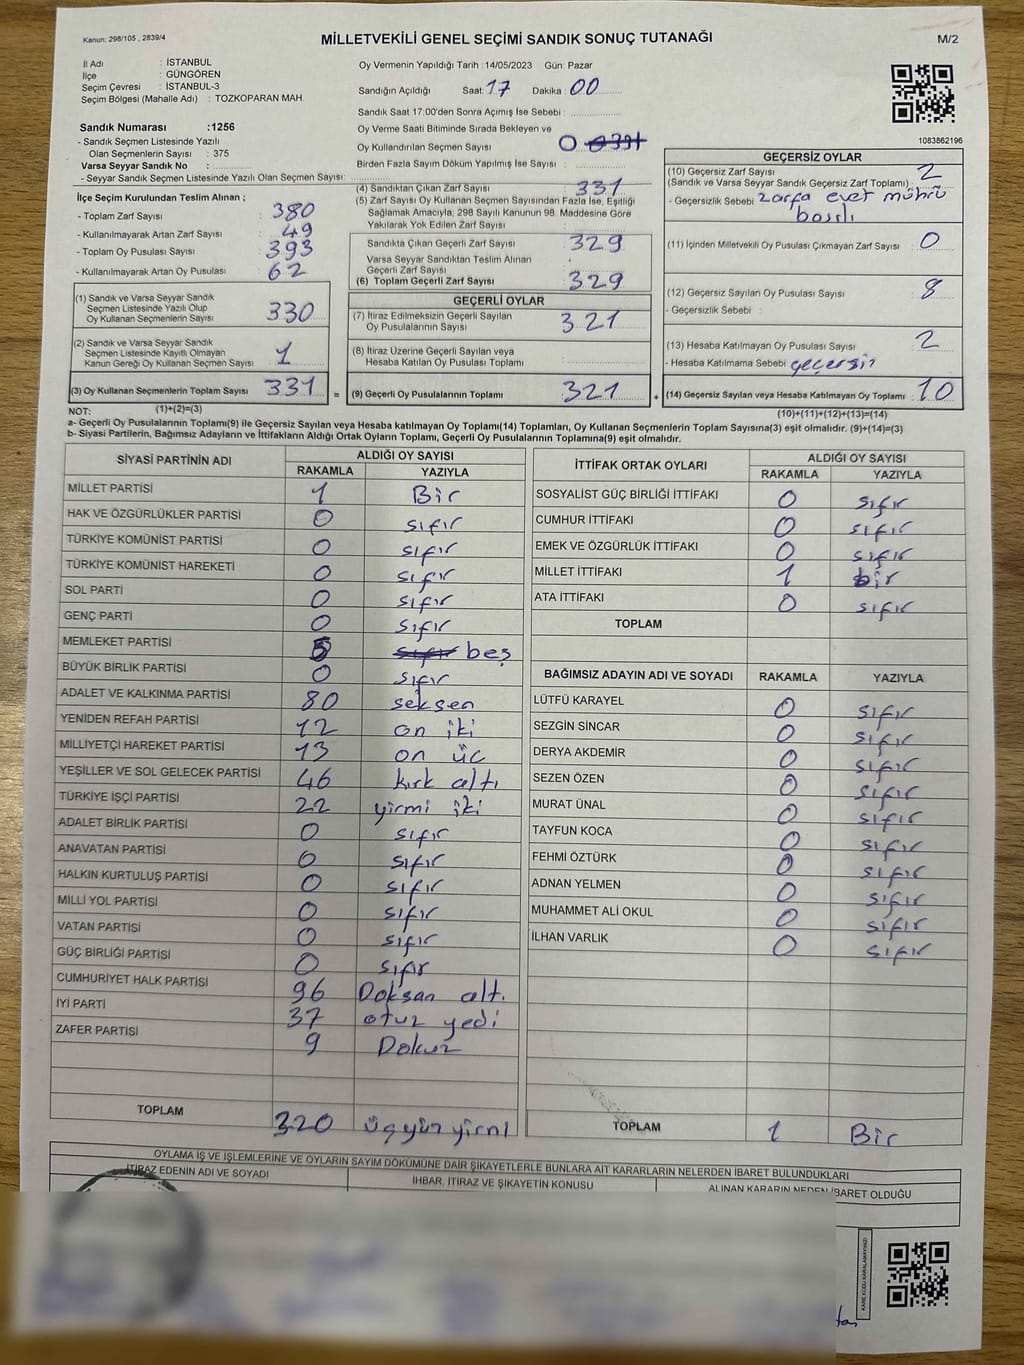 Kanun: 298/105 , 2839/4
MİLLETVEKİLİ GENEL SEÇİMİ SANDIK SONUÇ TUTANAĞI
M/2
İl Adı : İSTANBUL
İlçe : GÜNGÖREN
Seçim Çevresi : İSTANBUL-3
Seçim Bölgesi (Mahalle Adı) : TOZKOPARAN MAH.
Sandık Numarası :1256
- Sandık Seçmen Listesinde Yazılı
Olan Seçmenlerin Sayısı : 375
Varsa Seyyar Sandık No :
- Seyyar Sandık Seçmen Listesinde Yazılı Olan Seçmen Sayısı:
Oy Vermenin Yapıldığı Tarih : 14/05/2023 Gün: Pazar
Sandığın Açıldığı Saat: 17 Dakika 00
Sandık Saat 17:00'den Sonra Açımış İse Sebebi :
Oy Verme Saati Bitiminde Sırada Bekleyen ve
Oy Kullandırılan Seçmen Sayısı : 0
Birden Fazla Sayım Döküm Yapılmış İse Sayısı :
1083862196
İlçe Seçim Kurulundan Teslim Alınan ;
- Toplam Zarf Sayısı : 380
- Kullanılmayarak Artan Zarf Sayısı : 49
- Toplam Oy Pusulası Sayısı : 393
- Kullanılmayarak Artan Oy Pusulası : 62
(1) Sandık ve Varsa Seyyar Sandık
Seçmen Listesinde Yazılı Olup
Oy Kullanan Seçmenlerin Sayısı : 330
(2) Sandık ve Varsa Seyyar Sandık
Seçmen Listesinde Kayıtlı Olmayan
Kanun Gereği Oy Kullanan Seçmen Sayısı : 1
(3) Oy Kullanan Seçmenlerin Toplam Sayısı : 331
(1)+(2)=(3)
(4) Sandıktan Çıkan Zarf Sayısı : 331
(5) Zarf Sayısı Oy Kullanan Seçmen Sayısından Fazla İse, Eşitliği
Sağlamak Amacıyla, 298 Sayılı Kanunun 98. Maddesine Göre
Yakılarak Yok Edilen Zarf Sayısı :
Sandıkta Çıkan Geçerli Zarf Sayısı : 329
Varsa Seyyar Sandıktan Teslim Alınan
Geçerli Zarf Sayısı :
(6) Toplam Geçerli Zarf Sayısı : 329
GEÇERLİ OYLAR
(7) İtiraz Edilmeksizin Geçerli Sayılan
Oy Pusulalarının Sayısı : 321
(8) İtiraz Üzerine Geçerli Sayılan veya
Hesaba Katılan Oy Pusulası Toplamı :
= (9) Geçerli Oy Pusulalarının Toplamı : 321
GEÇERSİZ OYLAR
(10) Geçersiz Zarf Sayısı
(Sandık ve Varsa Seyyar Sandık Geçersiz Zarf Toplamı) : 2
- Geçersizlik Sebebi : zarfa evet mührü
basılı
(11) İçinden Milletvekili Oy Pusulası Çıkmayan Zarf Sayısı : 0
(12) Geçersiz Sayılan Oy Pusulası Sayısı : 8
- Geçersizlik Sebebi :
(13) Hesaba Katılmayan Oy Pusulası Sayısı : 2
- Hesaba Katılmama Sebebi : geçersiz
+ (14) Geçersiz Sayılan veya Hesaba Katılmayan Oy Toplamı : 10
(10)+(11)+(12)+(13)=(14)
NOT:
a- Geçerli Oy Pusulalarının Toplamı(9) ile Geçersiz Sayılan veya Hesaba katılmayan Oy Toplamı(14) Toplamları, Oy Kullanan Seçmenlerin Toplam Sayısına(3) eşit olmalıdır. (9)+(14)=(3)
b- Siyasi Partilerin, Bağımsız Adayların ve İttifakların Aldığı Ortak Oyların Toplamı, Geçerli Oy Pusulalarının Toplamına(9) eşit olmalıdır.
SİYASİ PARTİNİN ADI ALDIĞI OY SAYISI
RAKAMLA YAZIYLA
MİLLET PARTİSİ 1 Bir
HAK VE ÖZGÜRLÜKLER PARTİSİ 0 sıfır
TÜRKİYE KOMÜNİST PARTİSİ 0 sıfır
TÜRKİYE KOMÜNİST HAREKETİ 0 sıfır
SOL PARTİ 0 sıfır
GENÇ PARTİ 0 sıfır
MEMLEKET PARTİSİ 5 sıfır beş
BÜYÜK BİRLİK PARTİSİ 0 sıfır
ADALET VE KALKINMA PARTİSİ 80 seksen
YENİDEN REFAH PARTİSİ 12 on iki
MİLLİYETÇİ HAREKET PARTİSİ 13 on üç
YEŞİLLER VE SOL GELECEK PARTİSİ 46 kırk altı
TÜRKİYE İŞÇİ PARTİSİ 22 yirmi iki
ADALET BİRLİK PARTİSİ 0 sıfır
ANAVATAN PARTİSİ 0 sıfır
HALKIN KURTULUŞ PARTİSİ 0 sıfır
MİLLİ YOL PARTİSİ 0 sıfır
VATAN PARTİSİ 0 sıfır
GÜÇ BİRLİĞİ PARTİSİ 0 sıfır
CUMHURİYET HALK PARTİSİ 96 Doksan altı
İYİ PARTİ 37 otuz yedi
ZAFER PARTİSİ 9 Dokuz
TOPLAM 320 üçyüzyirmi
İTTİFAK ORTAK OYLARI ALDIĞI OY SAYISI
RAKAMLA YAZIYLA
SOSYALİST GÜÇ BİRLİĞİ İTTİFAKI 0 sıfır
CUMHUR İTTİFAKI 0 sıfır
EMEK VE ÖZGÜRLÜK İTTİFAKI 0 sıfır
MİLLET İTTİFAKI 1 bir
ATA İTTİFAKI 0 sıfır
TOPLAM
BAĞIMSIZ ADAYIN ADI VE SOYADI RAKAMLA YAZIYLA
LÜTFÜ KARAYEL 0 sıfır
SEZGİN SİNCAR 0 sıfır
DERYA AKDEMİR 0 sıfır
SEZEN ÖZEN 0 sıfır
MURAT ÜNAL 0 sıfır
TAYFUN KOCA 0 sıfır
FEHMİ ÖZTÜRK 0 sıfır
ADNAN YELMEN 0 sıfır
MUHAMMET ALİ OKUL 0 sıfır
İLHAN VARLIK 0 sıfır
TOPLAM 1 Bir
OYLAMA İŞ VE İŞLEMLERİNE VE OYLARIN SAYIM DÖKÜMÜNE DAİR ŞİKAYETLERLE BUNLARA AİT KARARLARIN NELERDEN İBARET BULUNDUKLARI
İTİRAZ EDENİN ADI VE SOYADI İHBAR, İTİRAZ VE ŞİKAYETİN KONUSU ALINAN KARARIN NEDEN İBARET OLDUĞU
KARE KODU KARALAMAYINIZ!